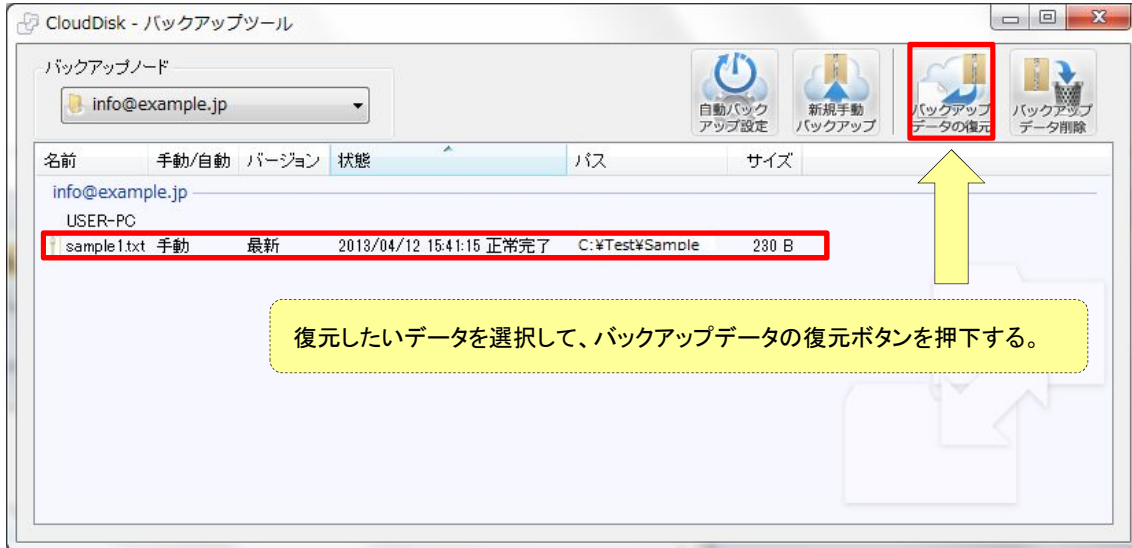 CloudDisk - バックアップツール
バックアップノード
info@example.jp
自動バック
アップ設定
新規手動
バックアップ
バックアップ
データの復元
バックアップ
データ削除
名前 手動/自動 バージョン 状態 パス サイズ
info@example.jp
USER-PC
sample1.txt 手動 最新 2013/04/12 15:41:15 正常完了 C:¥Test¥Sample 230 B
復元したいデータを選択して、バックアップデータの復元ボタンを押下する。